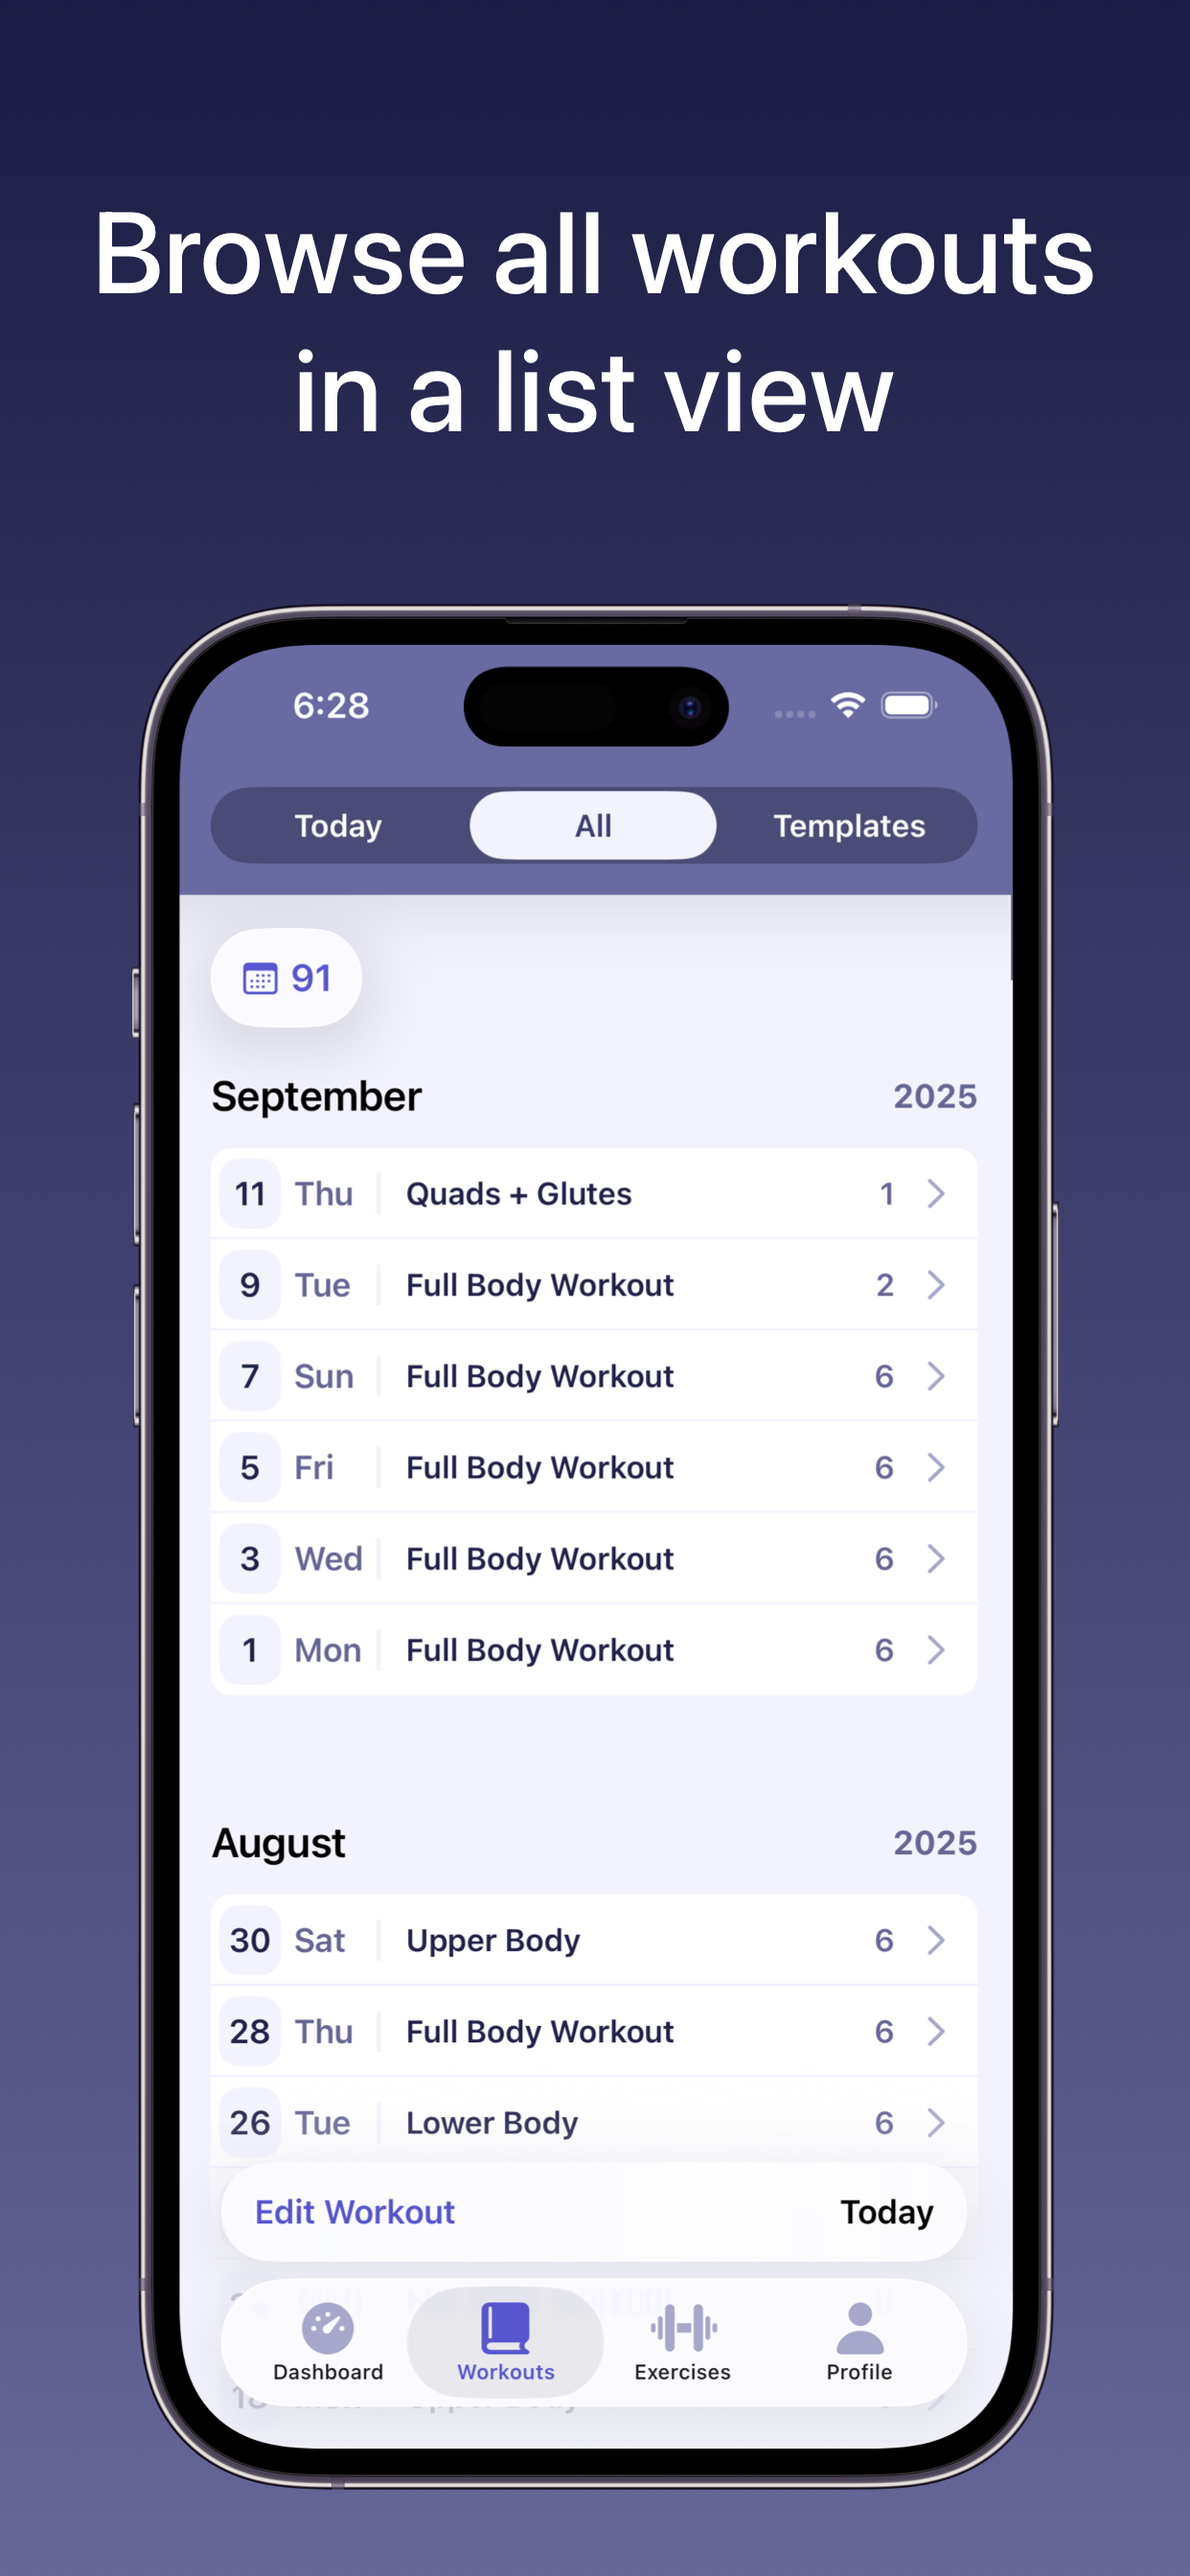 Browse all workouts
in a list view
6:28
Today All Templates
91
September 2025
11 Thu Quads + Glutes 1
9 Tue Full Body Workout 2
7 Sun Full Body Workout 6
5 Fri Full Body Workout 6
3 Wed Full Body Workout 6
1 Mon Full Body Workout 6
August 2025
30 Sat Upper Body 6
28 Thu Full Body Workout 6
26 Tue Lower Body 6
Edit Workout Today
Dashboard Workouts Exercises Profile